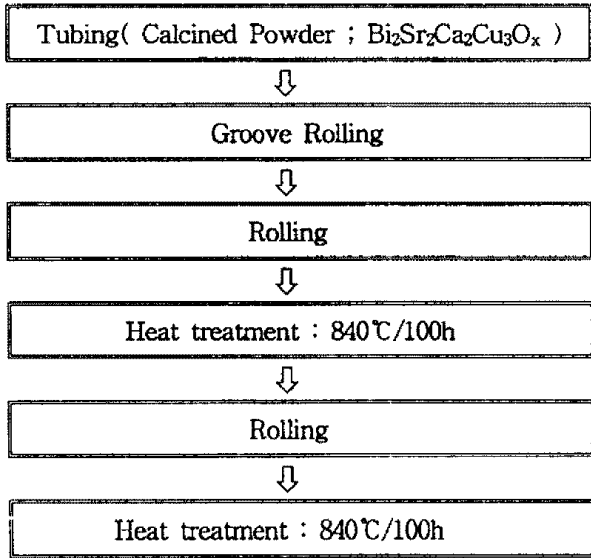 Tubing( Calcined Powder ; Bi₂Sr₂Ca₂Cu₃Oₓ )
Groove Rolling
Rolling
Heat treatment : 840℃/100h
Rolling
Heat treatment : 840℃/100h